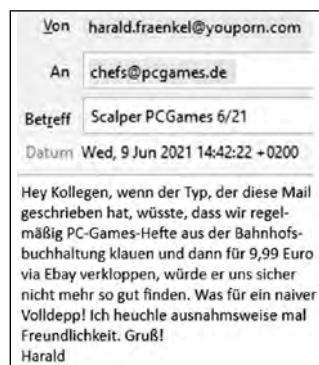 Von harald.fraenkel@youporn.com
An chefs@pcgames.de
Betreff Scalper PCGames 6/21
Datum Wed, 9 Jun 2021 14:42:22 +0200
Hey Kollegen, wenn der Typ, der diese Mail
geschrieben hat, wüsste, dass wir regel-
mäßig PC-Games-Hefte aus der Bahnhofs-
buchhaltung klauen und dann für 9,99 Euro
via Ebay verkloppen, würde er uns sicher
nicht mehr so gut finden. Was für ein naiver
Volldepp! Ich heuchle ausnahmsweise mal
Freundlichkeit. Gruß!
Harald